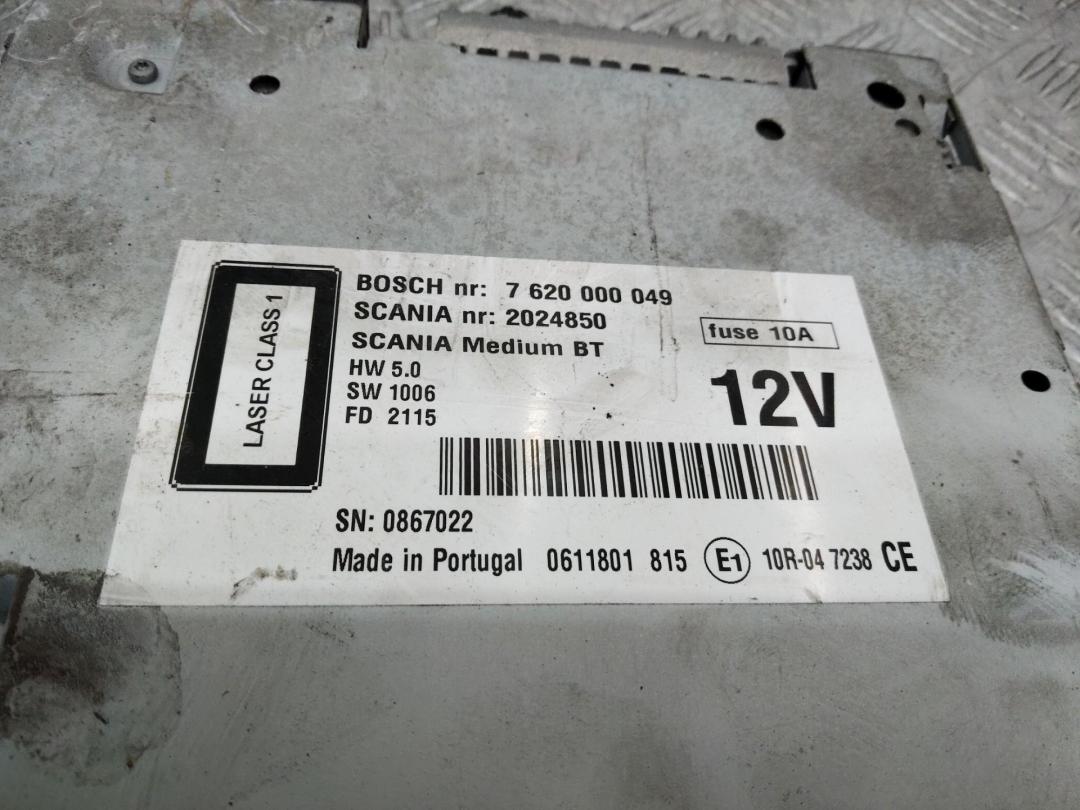 LASER CLASS 1
BOSCH nr: 7 620 000 049
SCANIA nr: 2024850
SCANIA Medium BT
HW 5.0
SW 1006
FD 2115
fuse 10A
12V
SN: 0867022
Made in Portugal 0611801 815 E1 10R-04 7238 CE